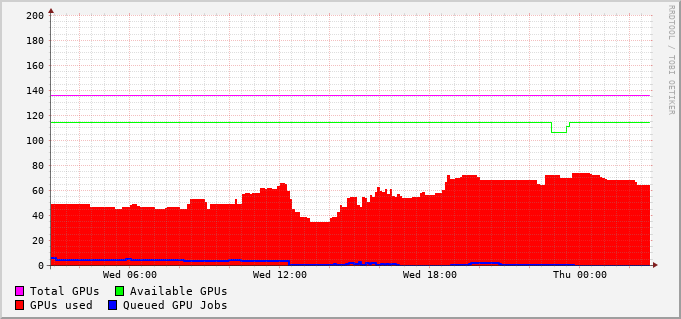 200
180
160
140
120
100
80
60
40
20
0
Wed 06:00 Wed 12:00 Wed 18:00 Thu 00:00
Total GPUs Available GPUs
GPUs used Queued GPU Jobs
RRDTOOL / TOBI OETIKER